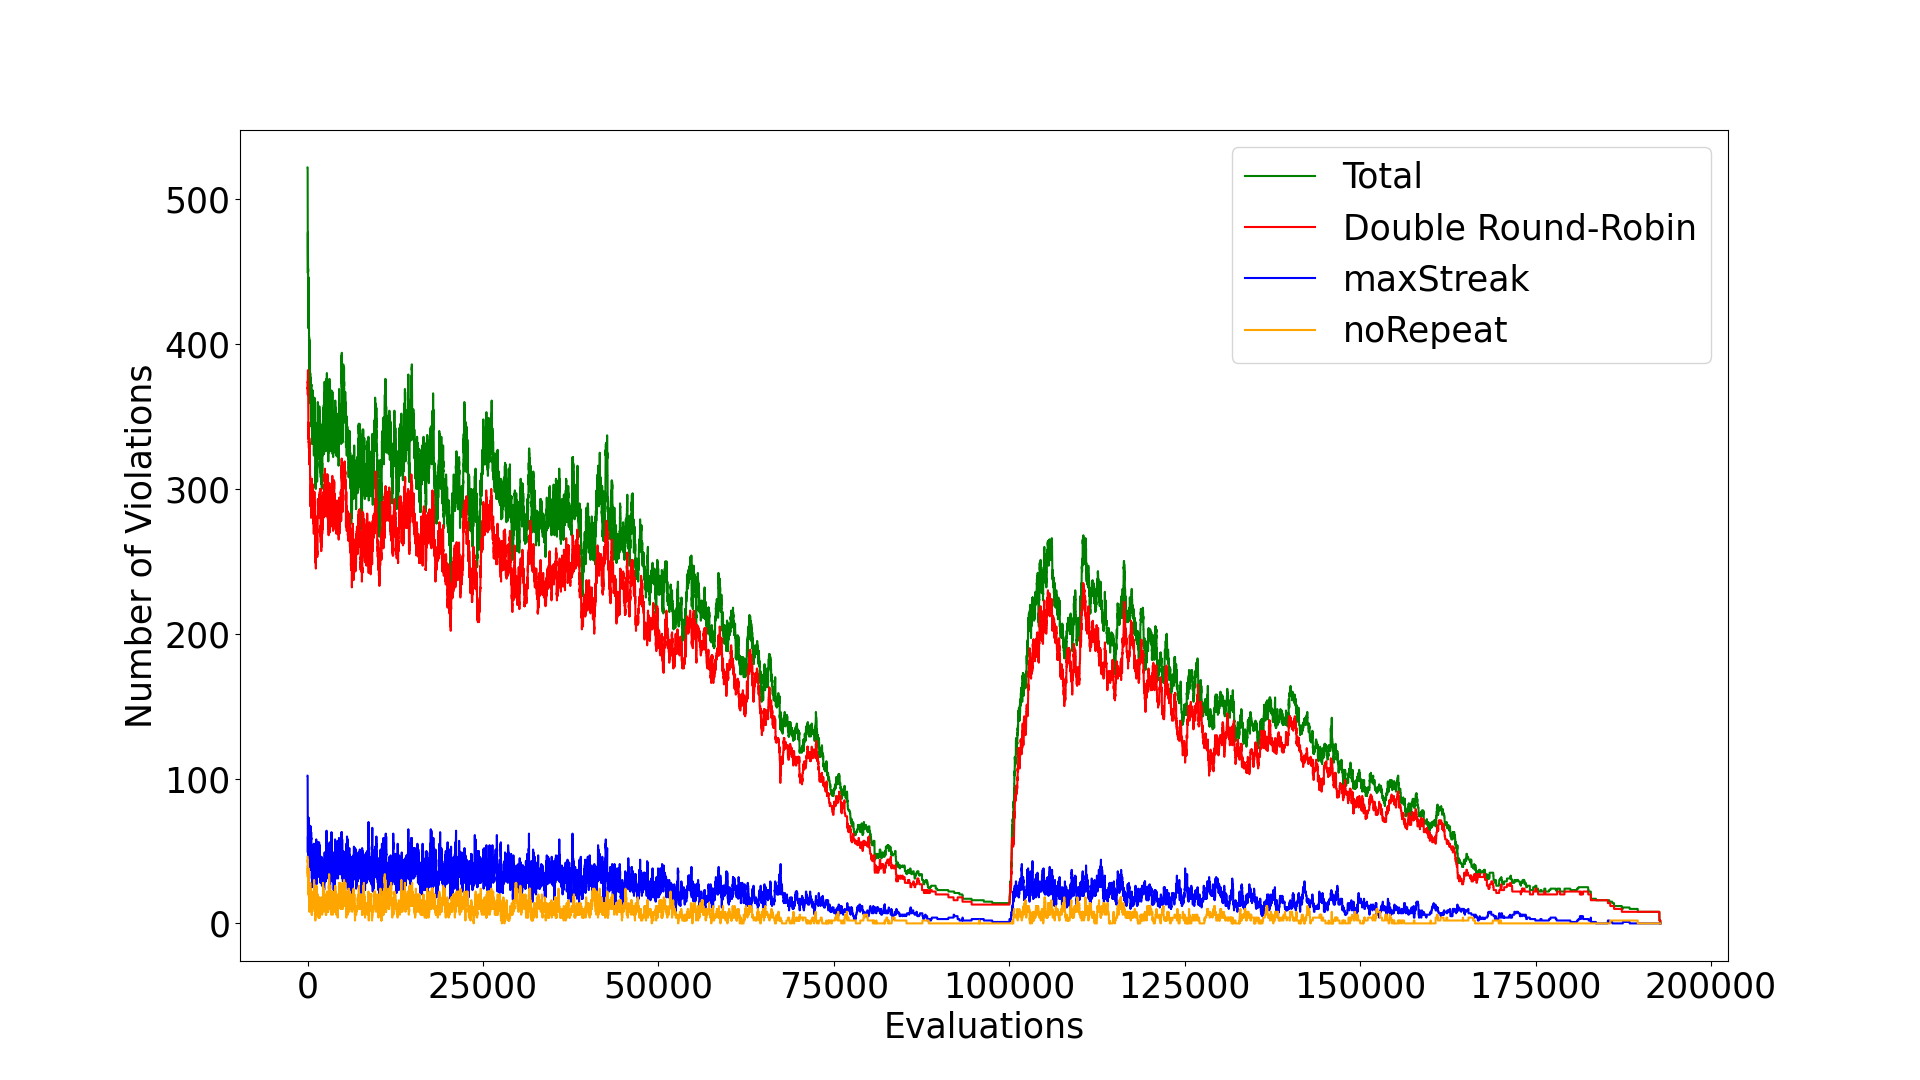 Total
Double Round-Robin
maxStreak
noRepeat
Number of Violations
500
400
300
200
100
0
0 25000 50000 75000 100000 125000 150000 175000 200000
Evaluations